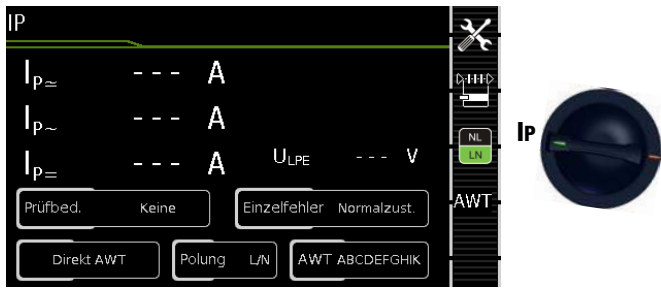 IP
Ip≂ - - - A
Ip~ - - - A
Ip= - - - A ULPE - - - V
Prüfbed. Keine Einzelfehler Normalzust.
Direkt AWT Polung L/N AWT ABCDEFGHIK
NL
LN
AWT
IP